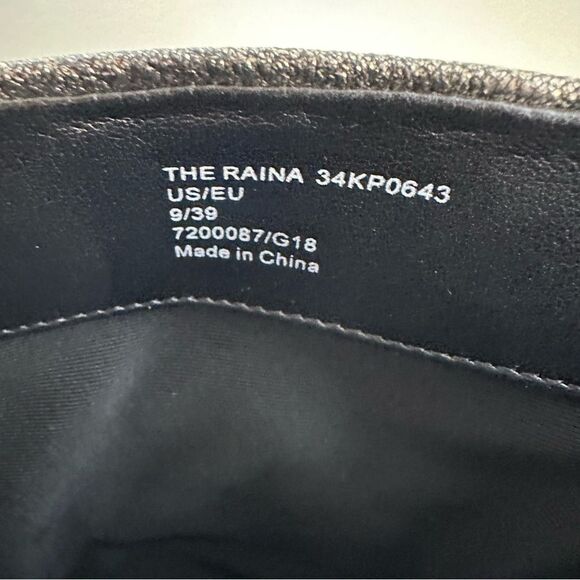 THE RAINA 34KP0643
US/EU
9/39
7200087/G18
Made in China